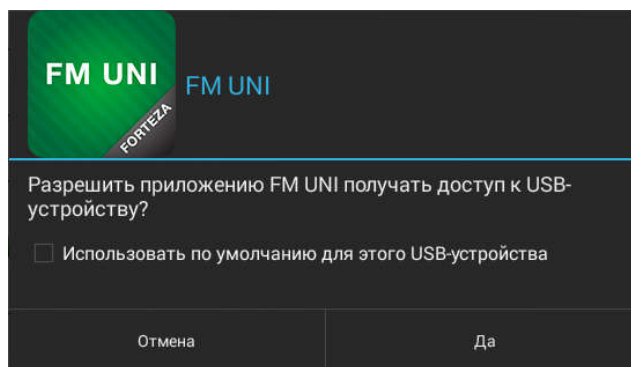 FM UNI
FORTEZA
FM UNI
Разрешить приложению FM UNI получать доступ к USB-
устройству?
Использовать по умолчанию для этого USB-устройства
Отмена
Да